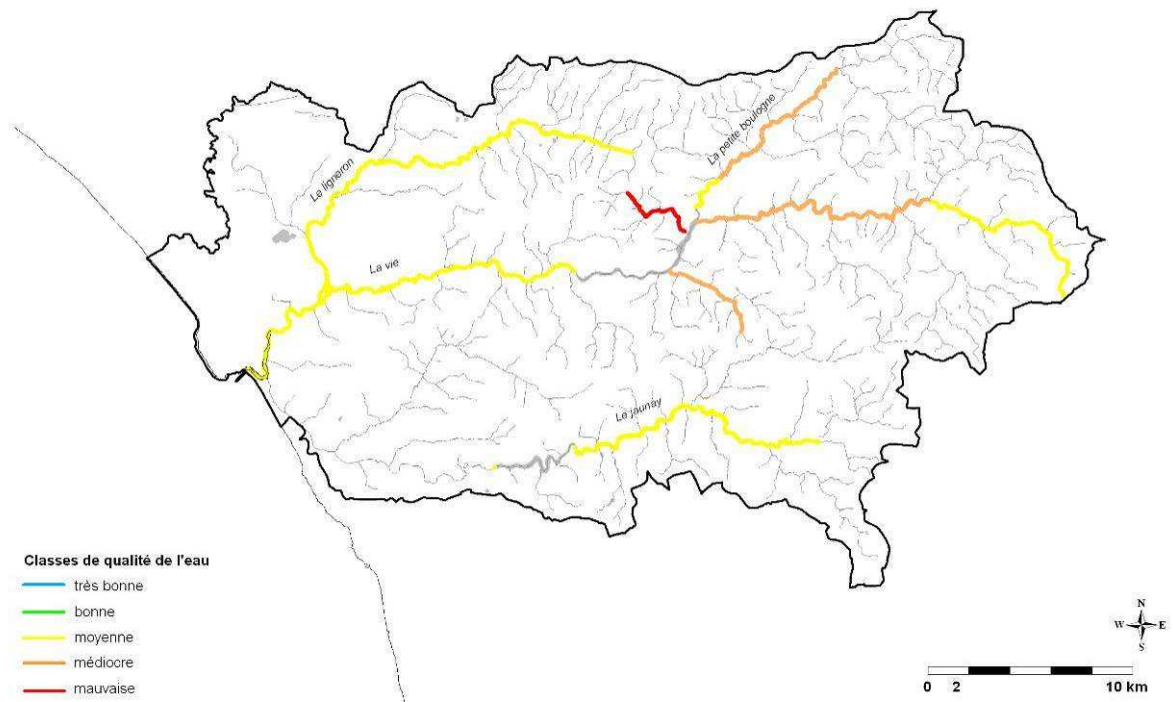 La petite boulogne
Le ligneron
La vie
Le jaunay
Classes de qualité de l'eau
très bonne
bonne
moyenne
médiocre
mauvaise
N
W E
S
0 2 10 km